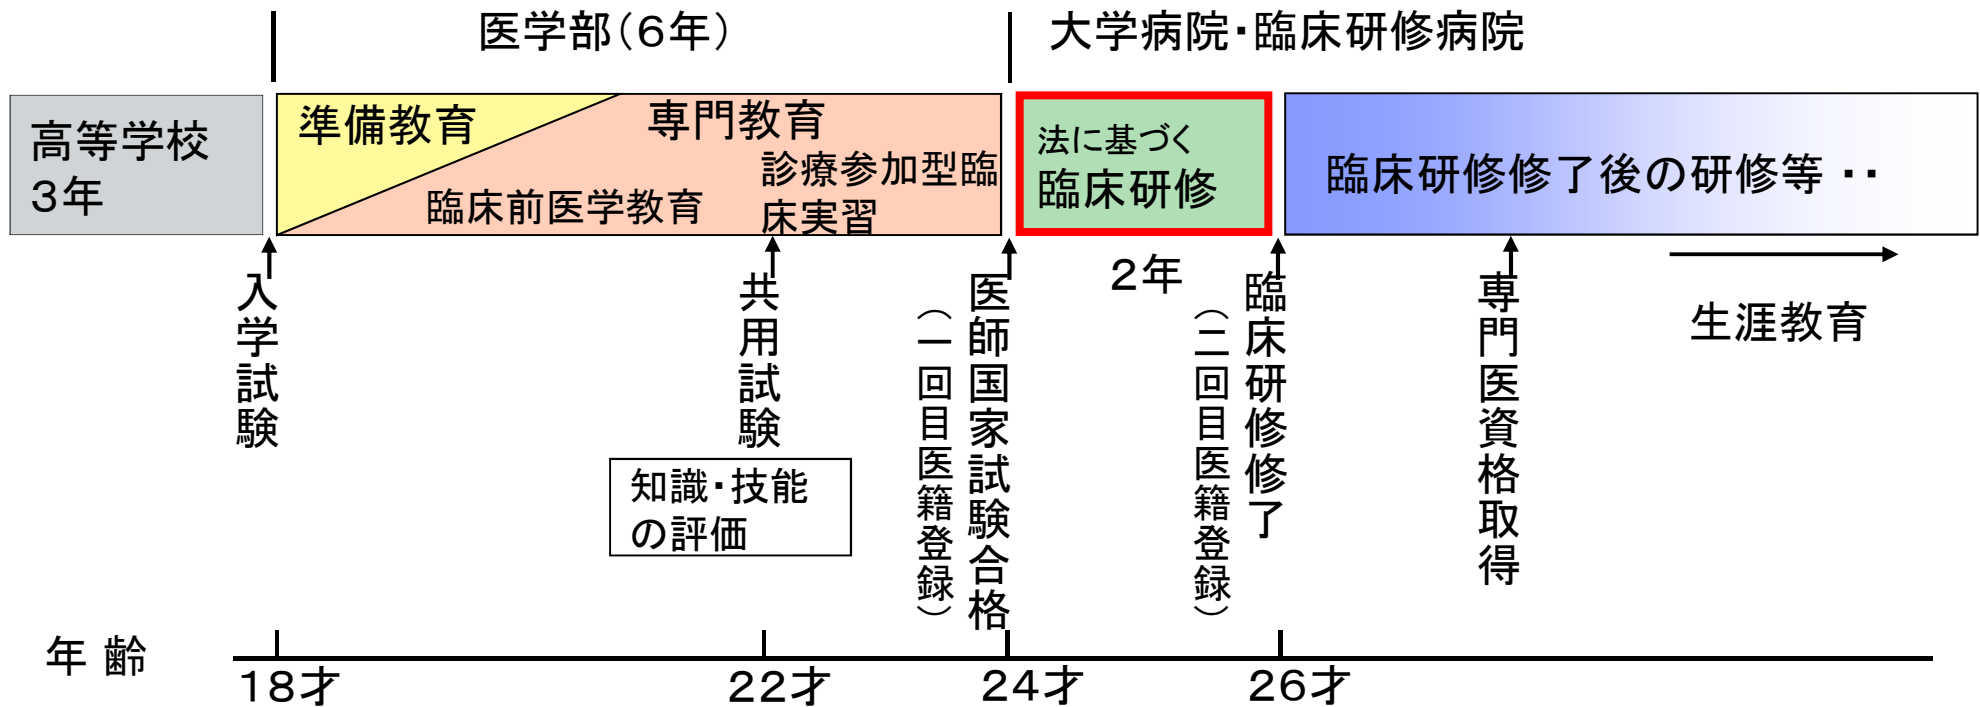 医学部（６年）
大学病院・臨床研修病院
高等学校
３年
準備教育
専門教育
臨床前医学教育
診療参加型臨
床実習
法に基づく
臨床研修
臨床研修修了後の研修等 ・・
２年
入学試験
共用試験
知識・技能
の評価
医師国家試験合格
（一回目医籍登録）
臨床研修修了
（二回目医籍登録）
専門医資格取得
生涯教育
年 齢
１８才
２２才
２４才
２６才